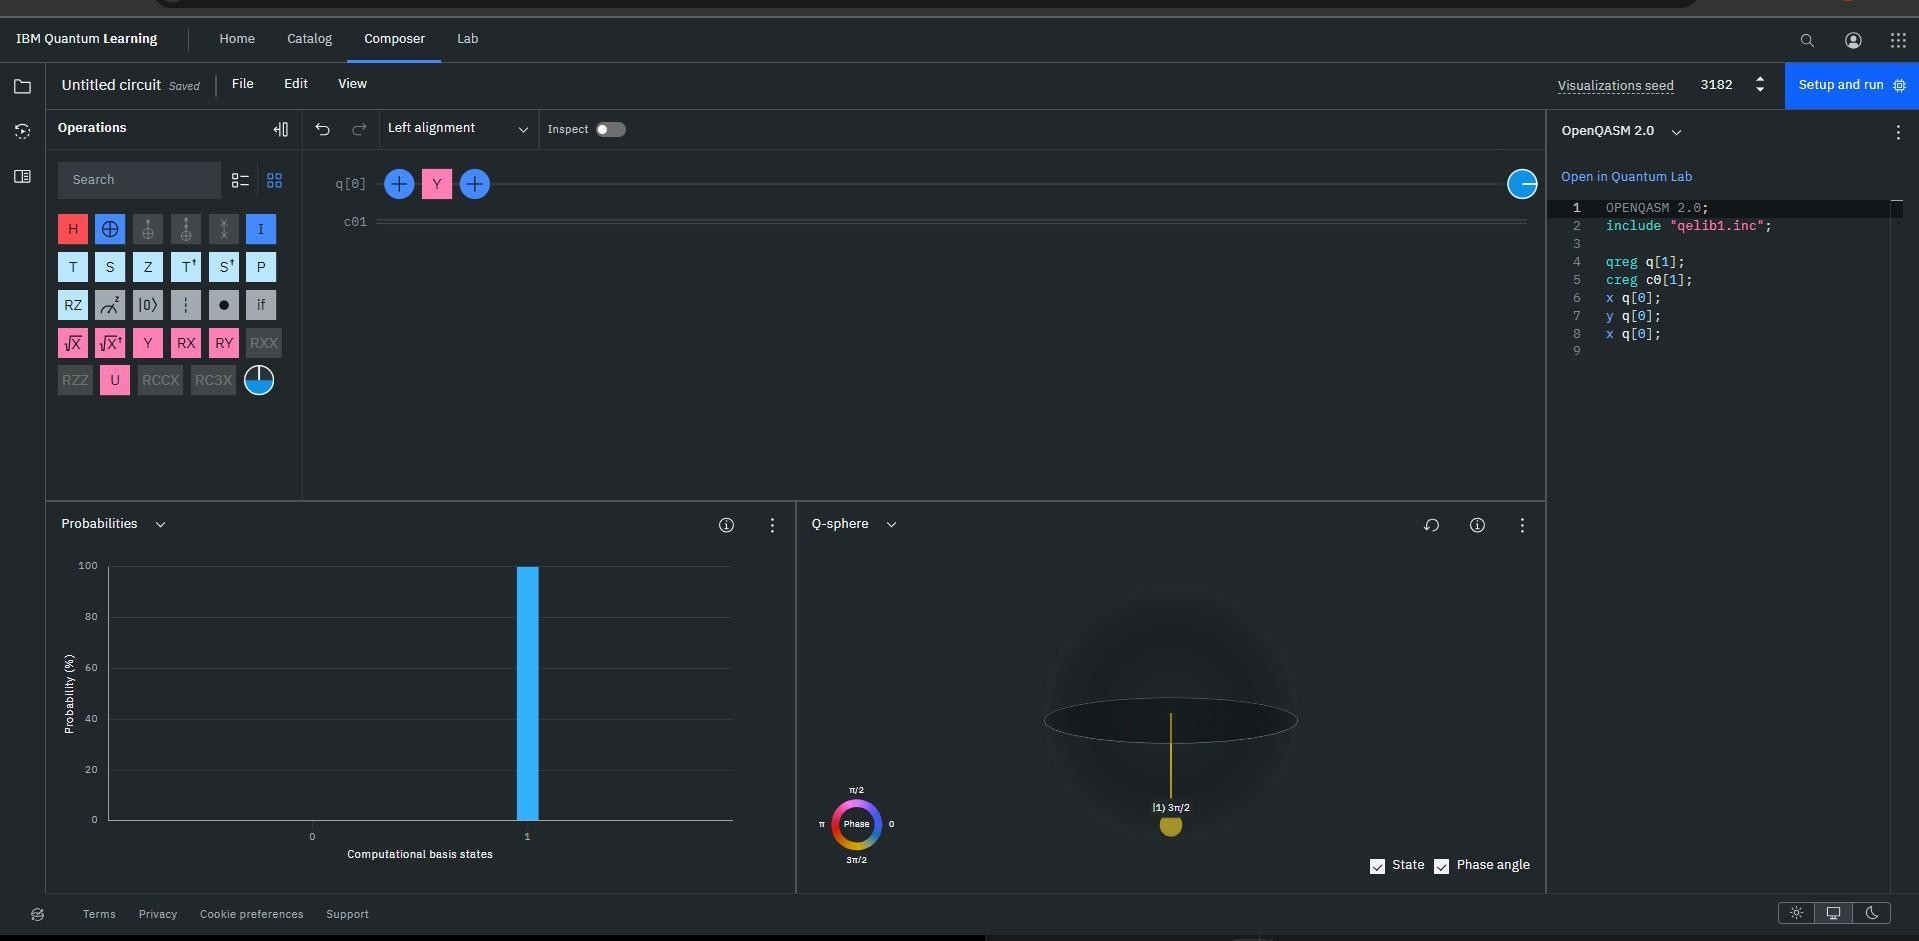 IBM Quantum Learning Home Catalog Composer Lab
Untitled circuit Saved File Edit View Visualizations seed 3182 Setup and run
Operations Left alignment Inspect
Search
H I
T S Z T† S† P
RZ z |0⟩ if
√X √X† Y RX RY RXX
RZZ U RCCX RC3X
q[0] Y
c01
OpenQASM 2.0
Open in Quantum Lab
1 OPENQASM 2.0;
2 include "qelib1.inc";
3
4 qreg q[1];
5 creg c0[1];
6 x q[0];
7 y q[0];
8 x q[0];
9
Probabilities
100
80
60
40
20
0
Probability (%)
0 1
Computational basis states
Q-sphere
|1⟩ 3π/2
π/2
π Phase 0
3π/2
State Phase angle
Terms Privacy Cookie preferences Support